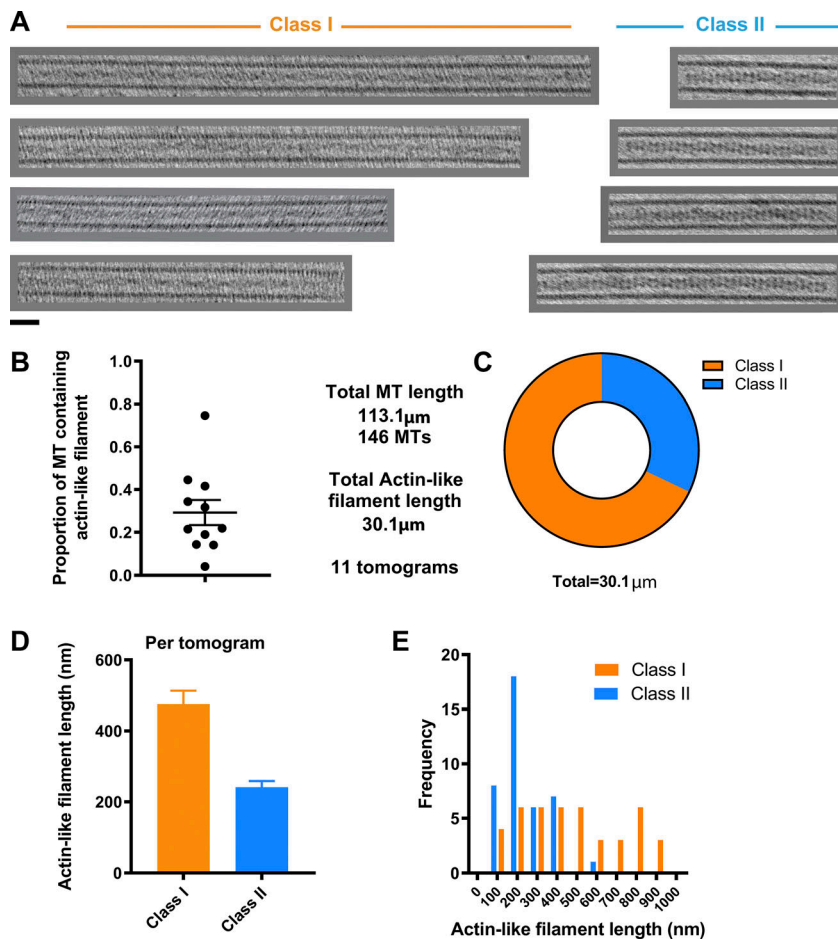 A
Class I
Class II
B
Proportion of MT containing
actin-like filament
1.0
0.8
0.6
0.4
0.2
0.0
Total MT length
113.1μm
146 MTs
Total Actin-like
filament length
30.1μm
11 tomograms
C
Class I
Class II
Total=30.1μm
D
Per tomogram
Actin-like filament length (nm)
600
400
200
0
Class I
Class II
E
Frequency
20
15
10
5
0
Class I
Class II
0
100
200
300
400
500
600
700
800
900
1000
Actin-like filament length (nm)